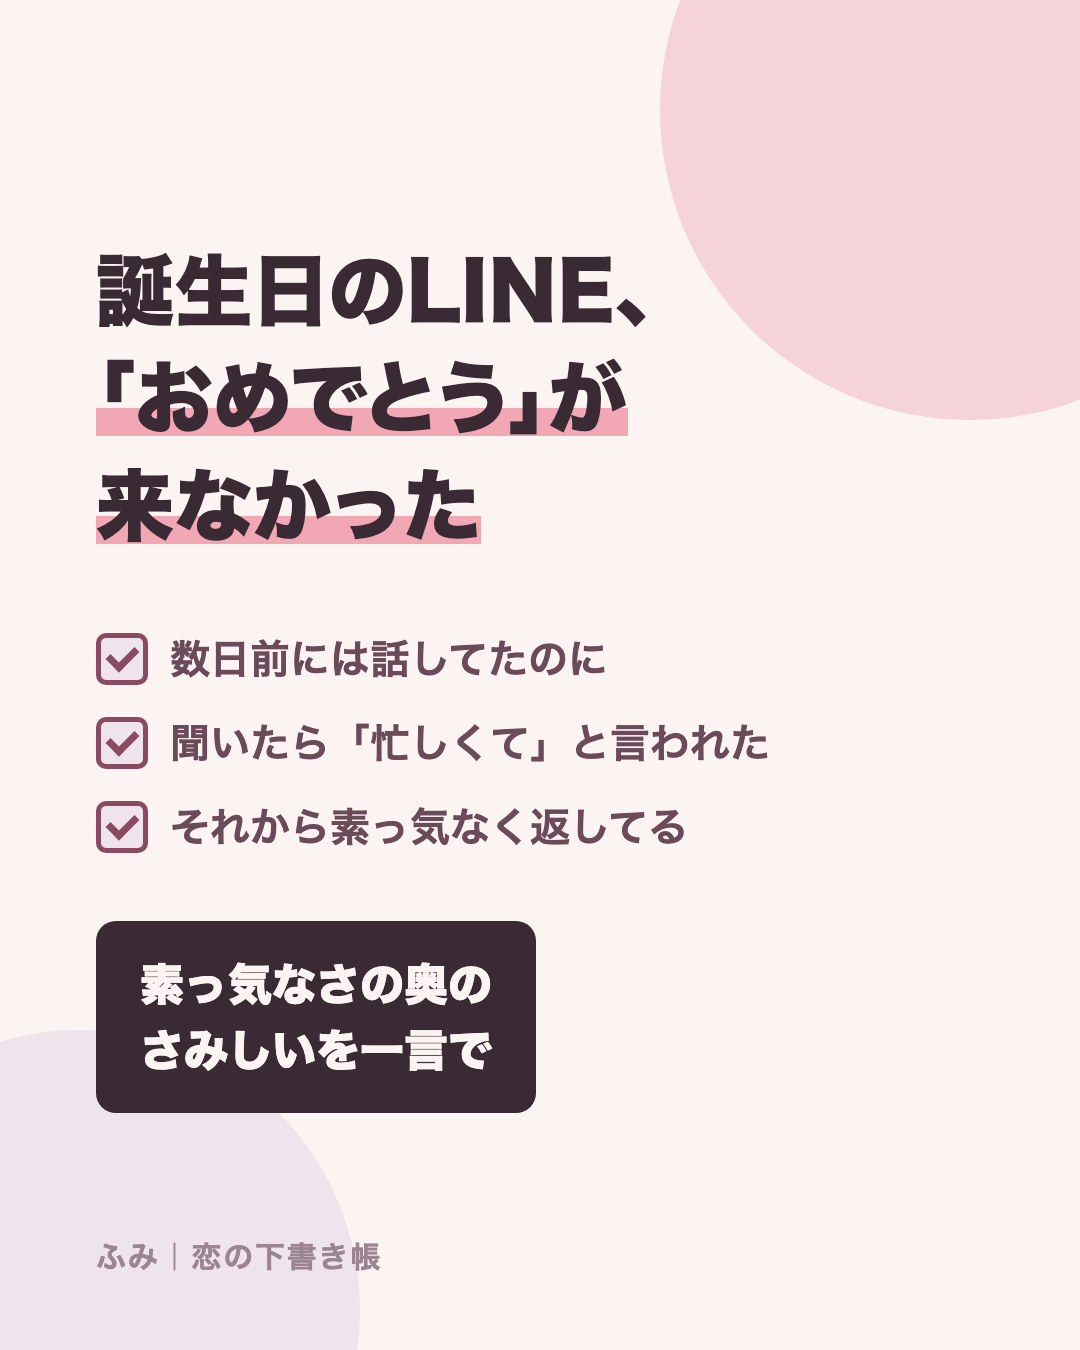 誕生日のLINE、
「おめでとう」が
来なかった
数日前には話してたのに
聞いたら「忙しくて」と言われた
それから素っ気なく返してる
素っ気なさの奥の
さみしいを一言で
ふみ｜恋の下書き帳